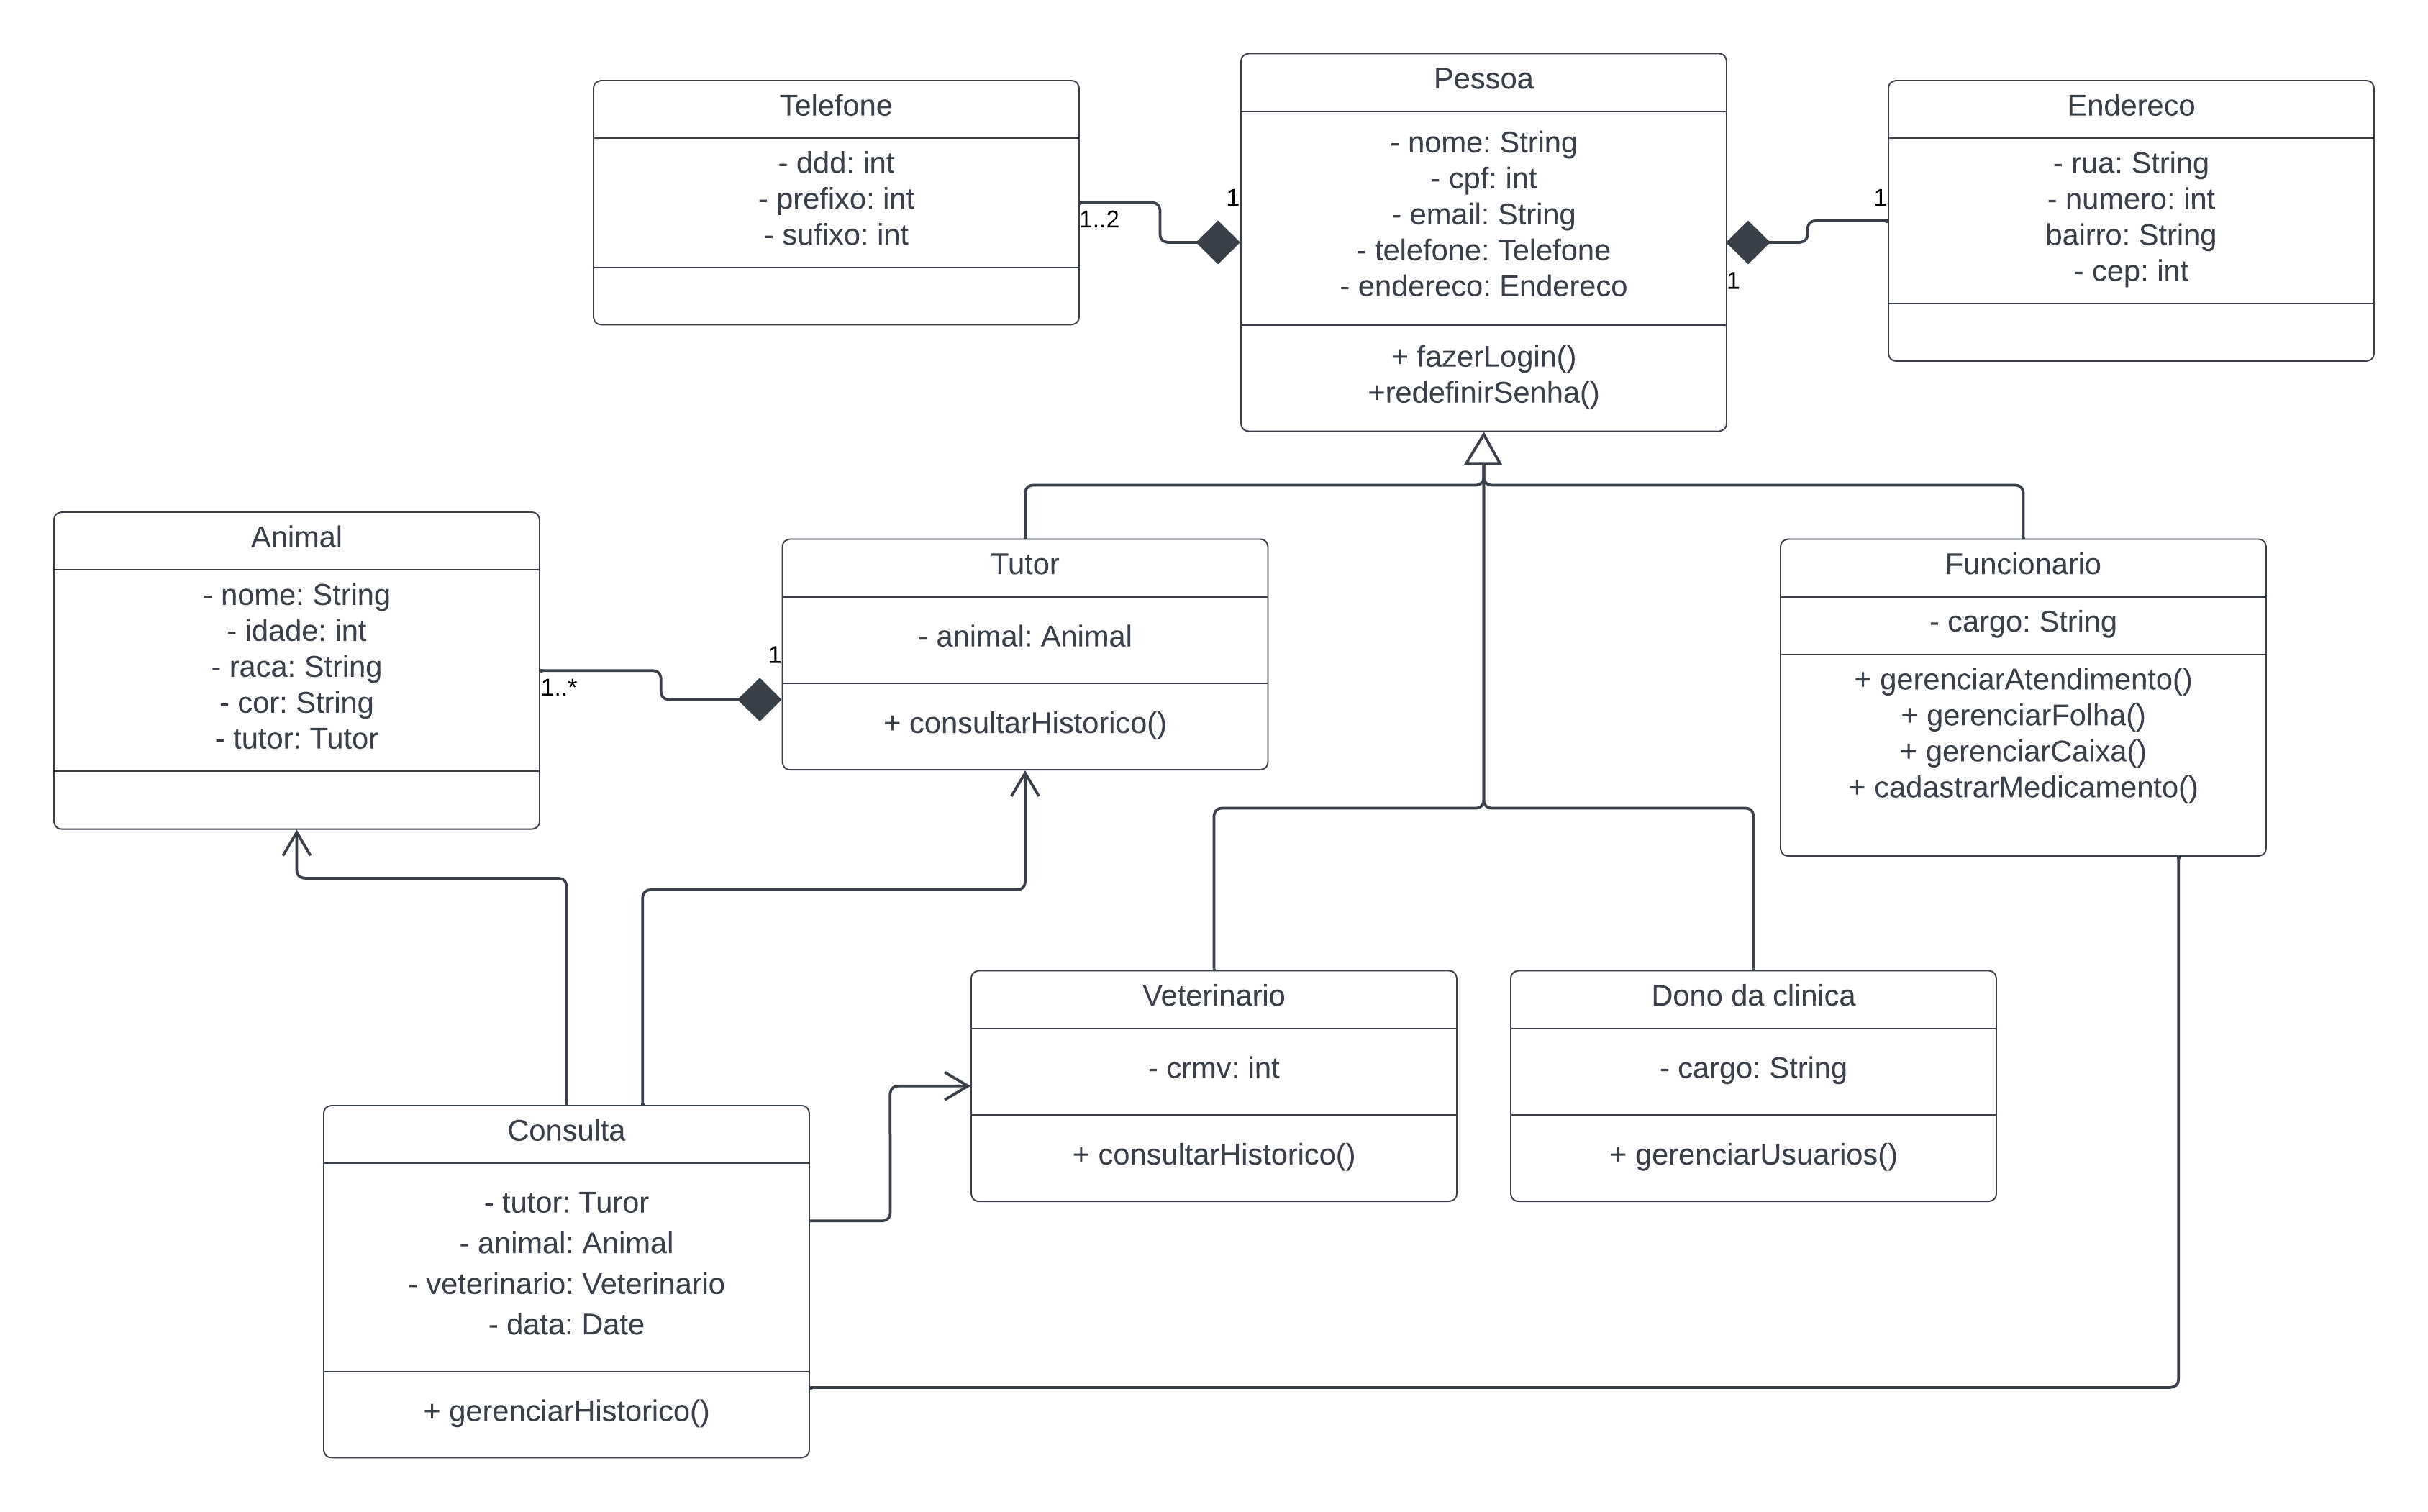 Telefone
- ddd: int
- prefixo: int
- sufixo: int
1..2
1
Pessoa
- nome: String
- cpf: int
- email: String
- telefone: Telefone
- endereco: Endereco
+ fazerLogin()
+redefinirSenha()
1
1
Endereco
- rua: String
- numero: int
bairro: String
- cep: int
Animal
- nome: String
- idade: int
- raca: String
- cor: String
- tutor: Tutor
1..*
1
Tutor
- animal: Animal
+ consultarHistorico()
Funcionario
- cargo: String
+ gerenciarAtendimento()
+ gerenciarFolha()
+ gerenciarCaixa()
+ cadastrarMedicamento()
Veterinario
- crmv: int
+ consultarHistorico()
Dono da clinica
- cargo: String
+ gerenciarUsuarios()
Consulta
- tutor: Turor
- animal: Animal
- veterinario: Veterinario
- data: Date
+ gerenciarHistorico()